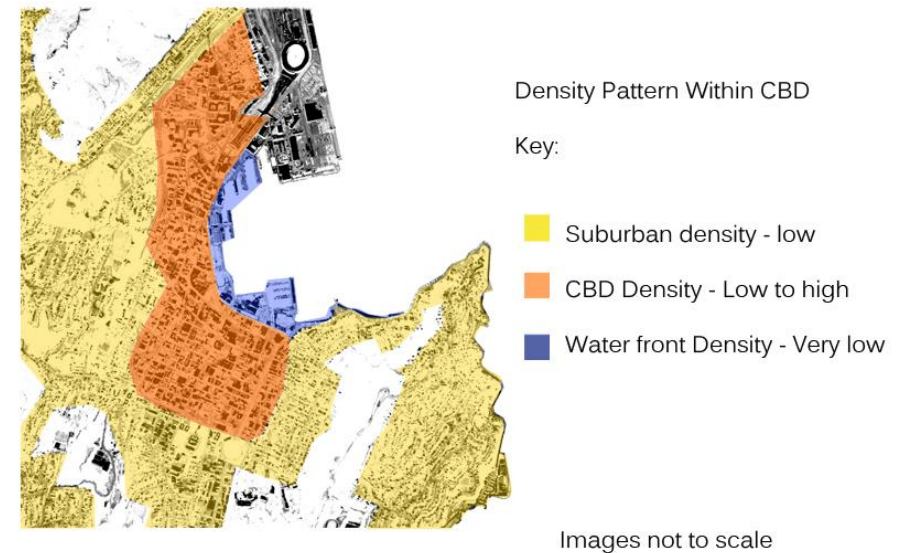 Density Pattern Within CBD
Key:
Suburban density - low
CBD Density - Low to high
Water front Density - Very low
Images not to scale